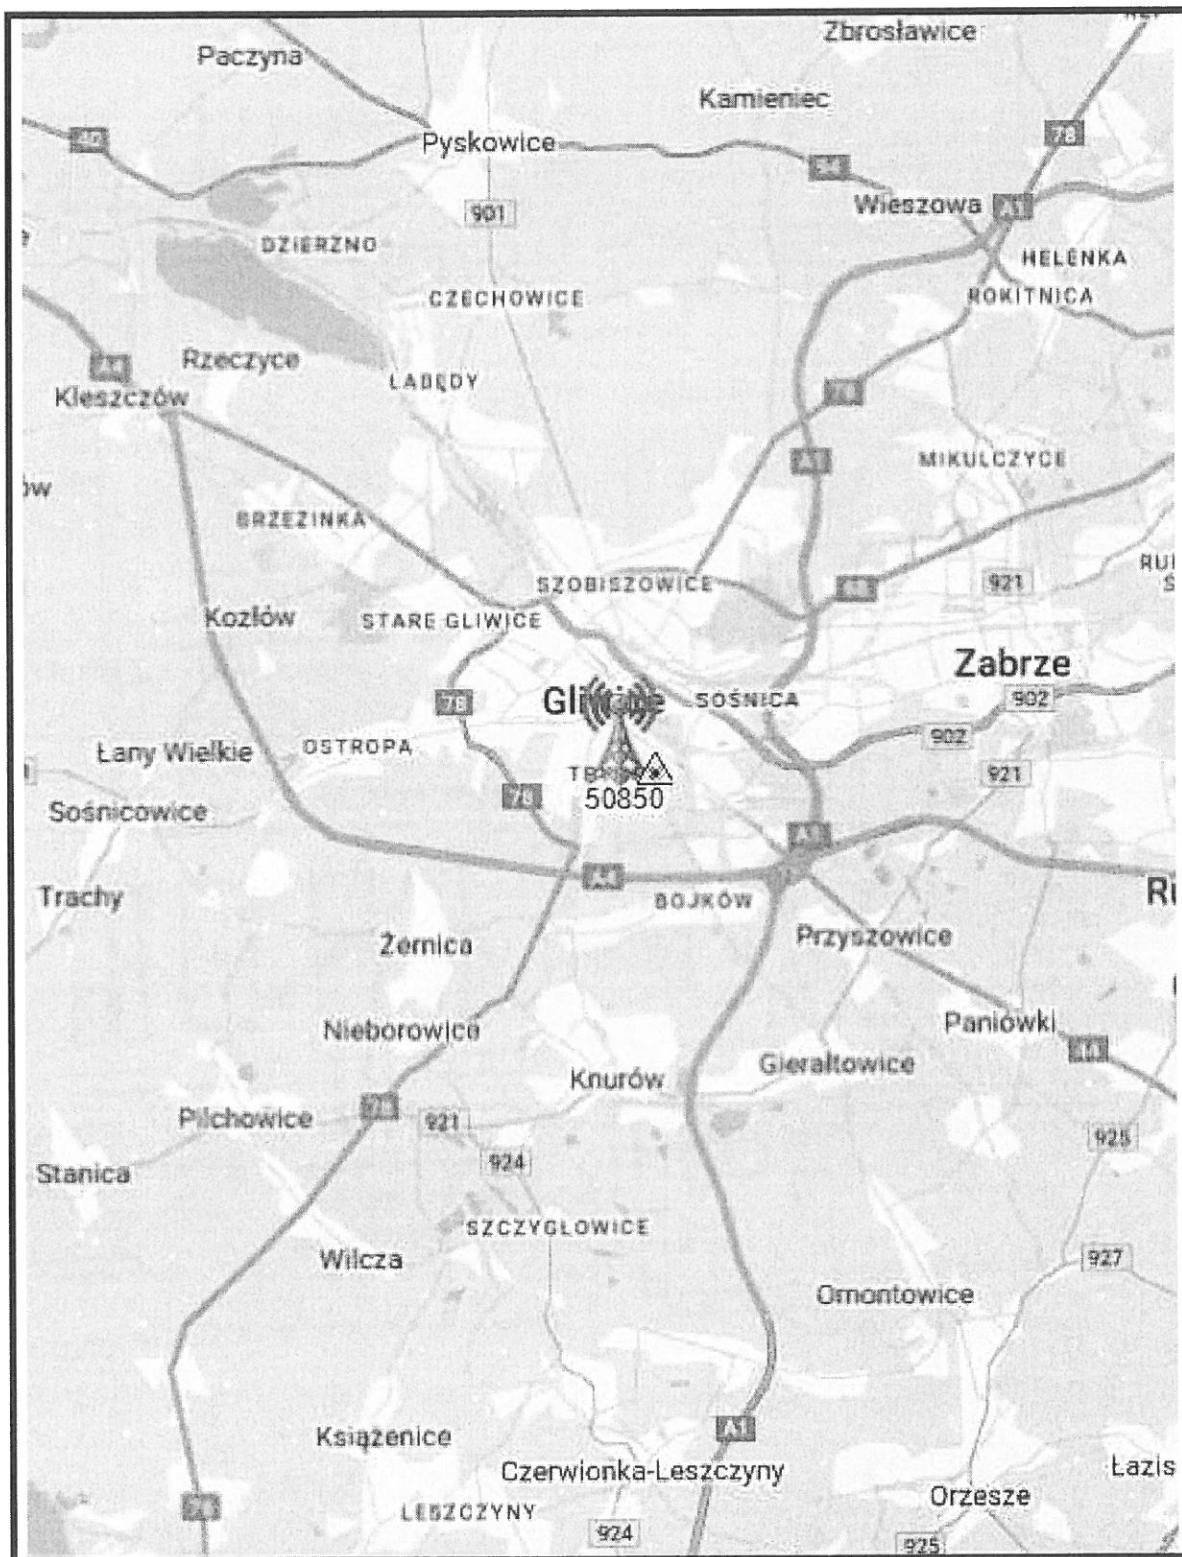 Zbrosławice
Paczyna
Kamieniec
78
40
Pyskowice
94
Wieszowa
A1
901
DZIERZNO
HELENKA
CZECHOWICE
ROKITNICA
Rzeczyce
A4
ŁABĘDY
78
Kleszczów
A1
MIKULCZYCE
BRZEZINKA
SZOBISZOWICE
88
921
Kozłów
STARE GLIWICE
Zabrze
78
Gliwice
SOŚNICA
902
902
OSTROPA
Łany Wielkie
921
78
50850
Sośnicowice
A1
A4
Trachy
BOJKÓW
Żernica
Przyszowice
Nieborowice
Paniówki
44
Gierałtowice
Knurów
78
Pilchowice
921
925
924
Stanica
SZCZYGŁOWICE
Wilcza
927
Ornontowice
Książenice
A1
Czerwionka-Leszczyny
Łazis
78
LESZCZYNY
Orzesze
924
925